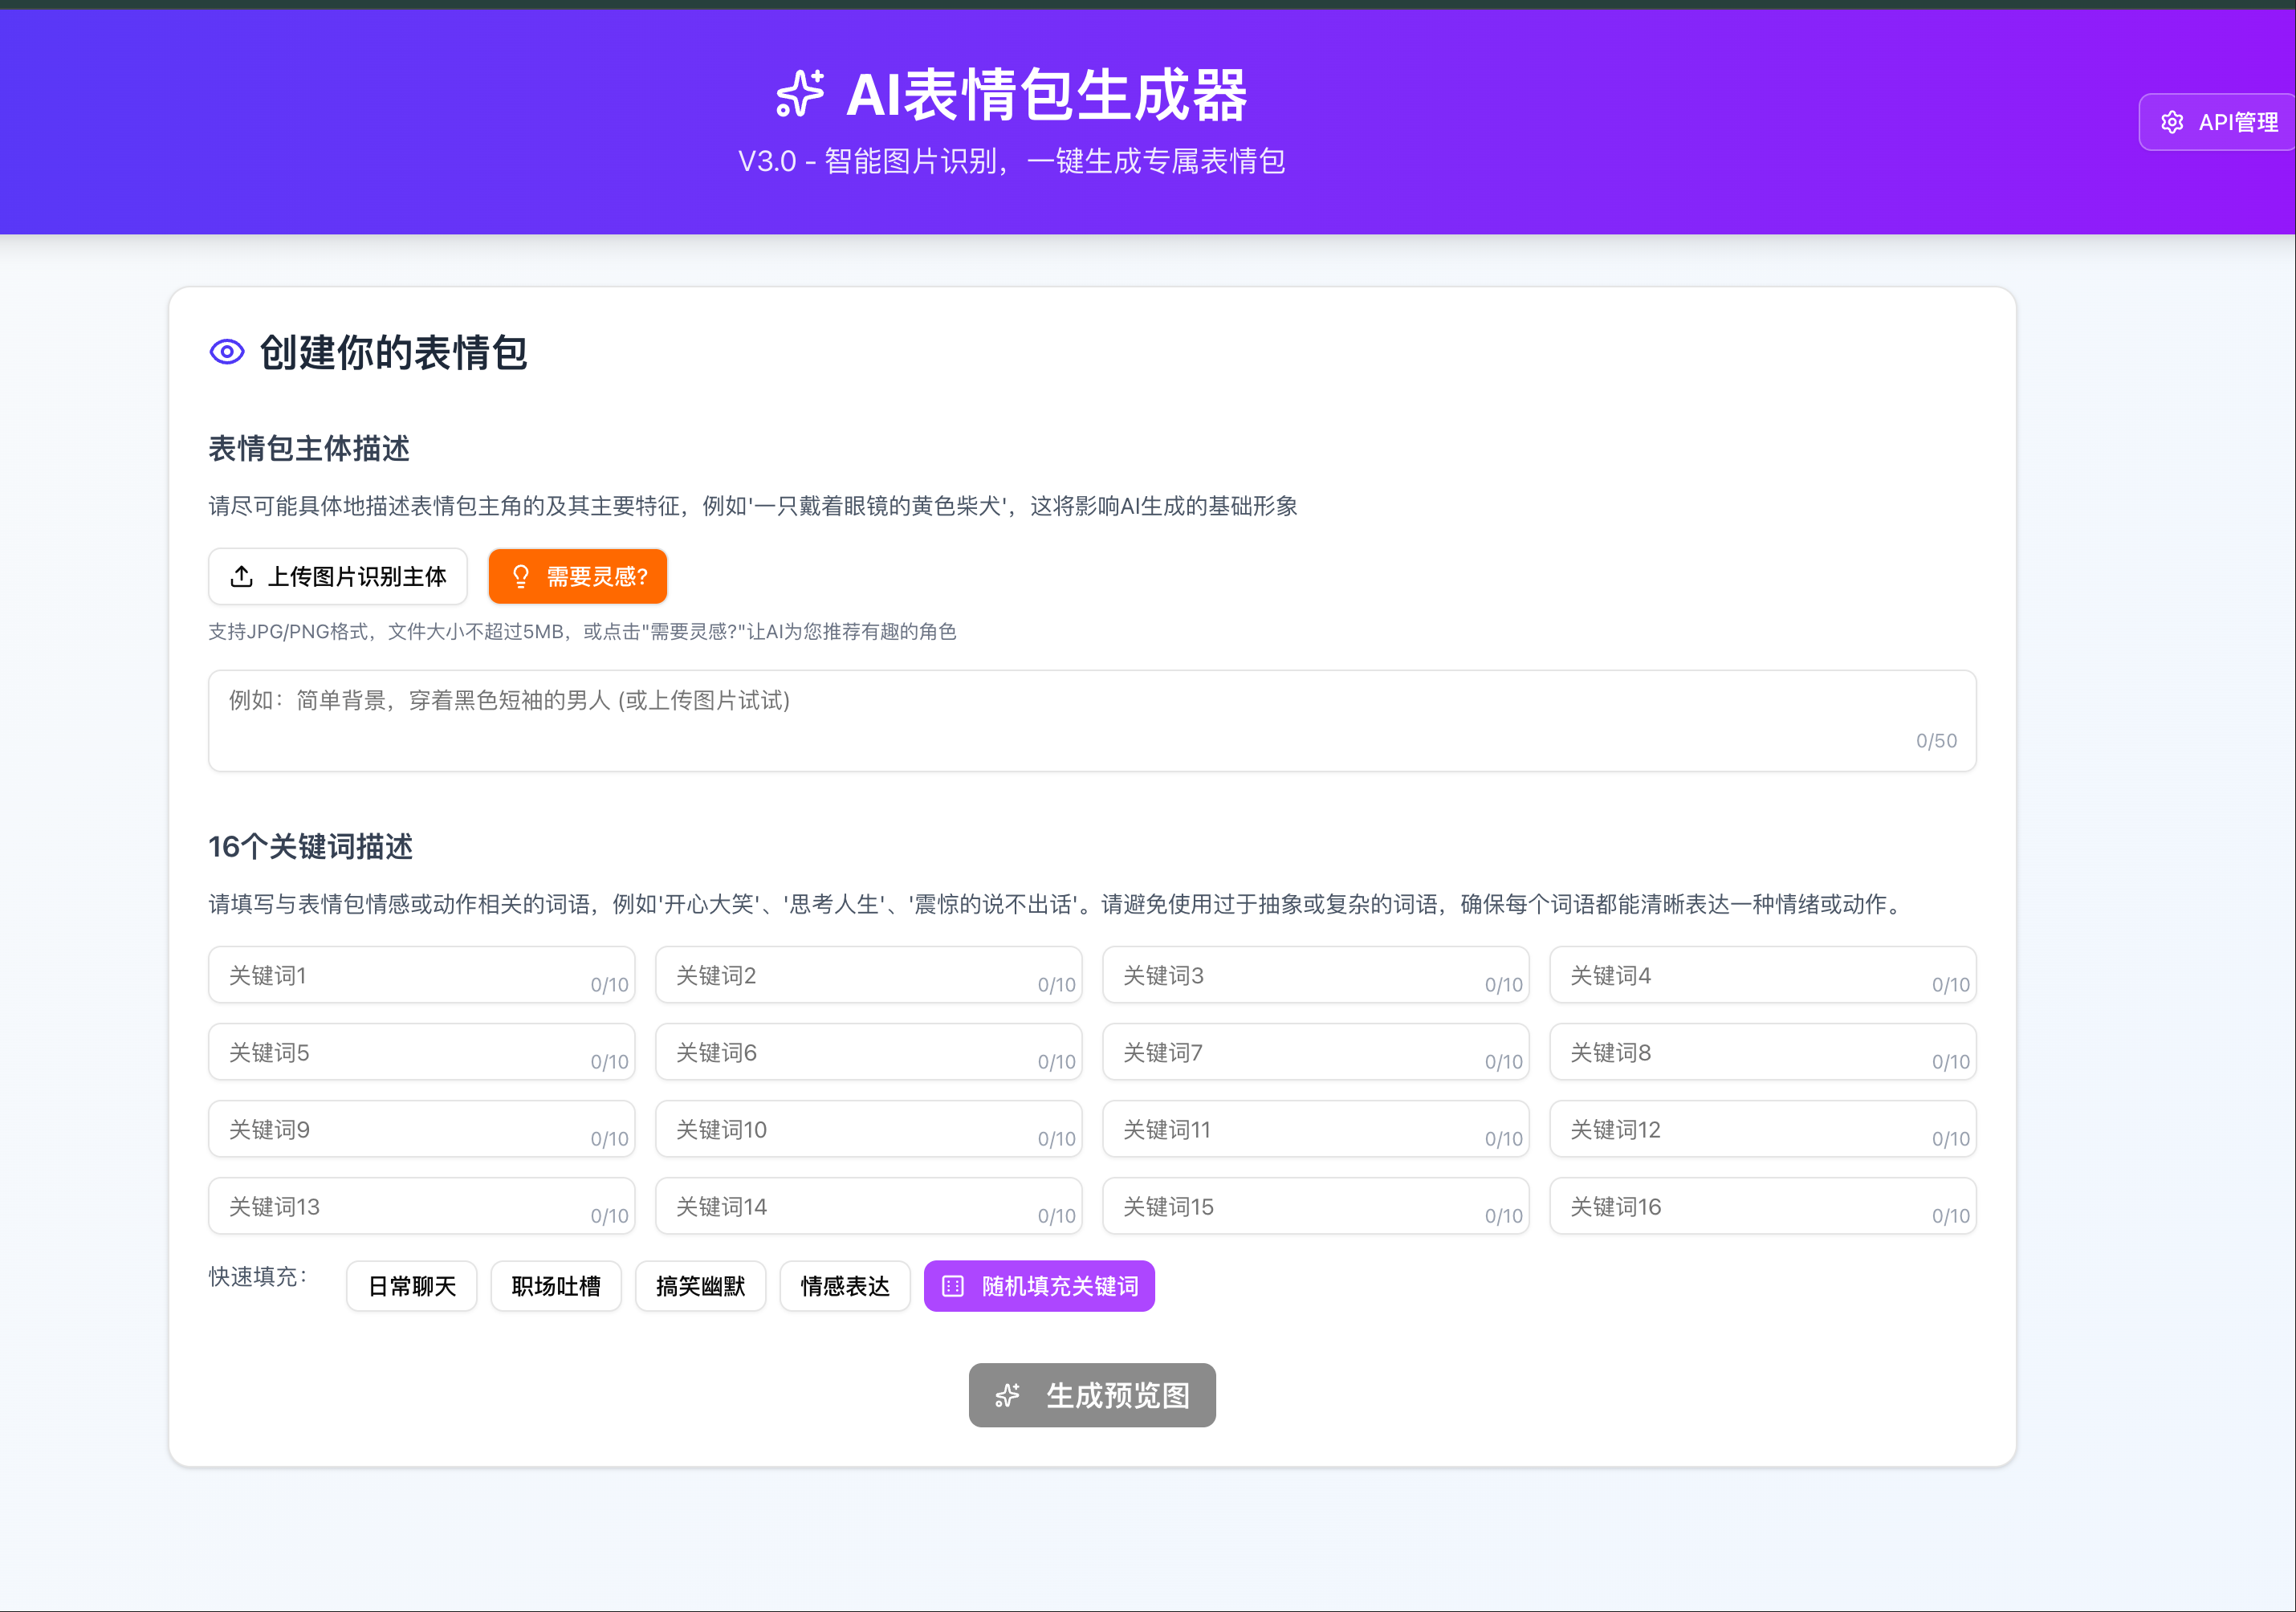 AI表情包生成器
V3.0 - 智能图片识别，一键生成专属表情包
API管理
创建你的表情包
表情包主体描述
请尽可能具体地描述表情包主角的及其主要特征，例如'一只戴着眼镜的黄色柴犬'，这将影响AI生成的基础形象
上传图片识别主体
需要灵感?
支持JPG/PNG格式，文件大小不超过5MB，或点击"需要灵感?"让AI为您推荐有趣的角色
例如：简单背景，穿着黑色短袖的男人 (或上传图片试试)
0/50
16个关键词描述
请填写与表情包情感或动作相关的词语，例如'开心大笑'、'思考人生'、'震惊的说不出话'。请避免使用过于抽象或复杂的词语，确保每个词语都能清晰表达一种情绪或动作。
关键词1 0/10 关键词2 0/10 关键词3 0/10 关键词4 0/10
关键词5 0/10 关键词6 0/10 关键词7 0/10 关键词8 0/10
关键词9 0/10 关键词10 0/10 关键词11 0/10 关键词12 0/10
关键词13 0/10 关键词14 0/10 关键词15 0/10 关键词16 0/10
快速填充： 日常聊天 职场吐槽 搞笑幽默 情感表达 随机填充关键词
生成预览图